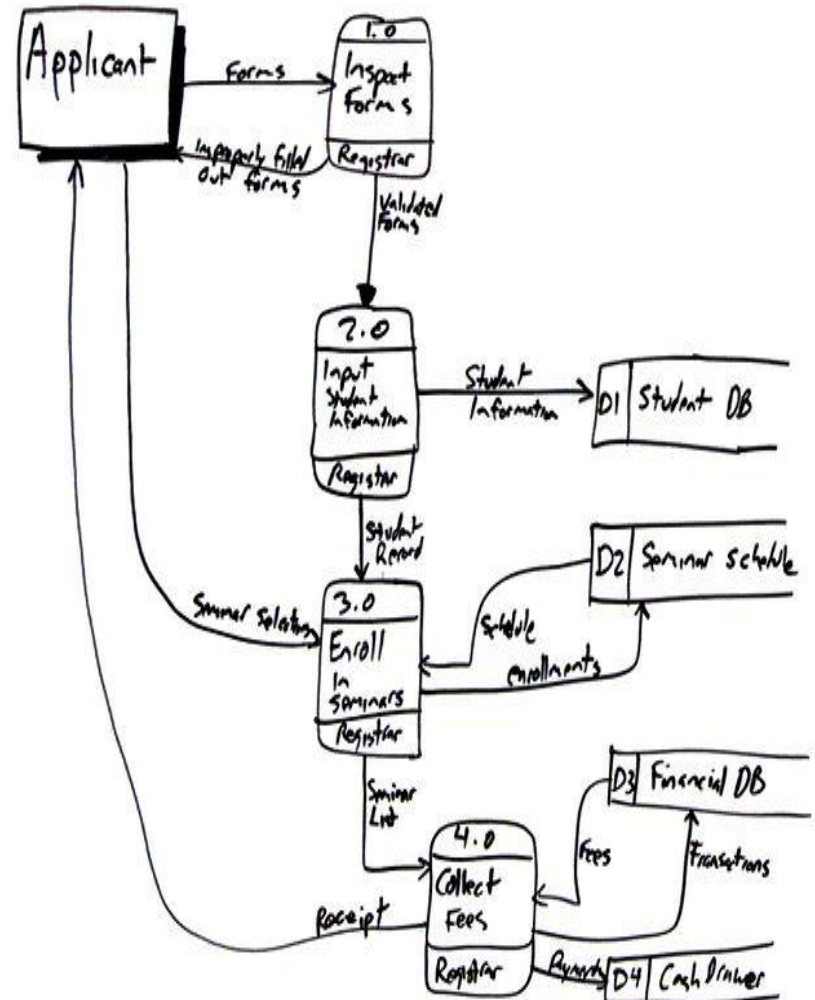 Applicant
Forms
1.0
Inspect
Forms
Registrar
Improperly filled
out forms
Validated
Forms
2.0
Input
Student
Information
Registrar
Student
Information
D1
Student DB
Student
Record
3.0
Enroll
In
Seminars
Registrar
Seminar Selection
D2
Seminar schedule
Schedule
enrollments
Seminar
List
4.0
Collect
Fees
Registrar
D3
Financial DB
Fees
Transactions
Receipt
Payments
D4
Cash Drawer